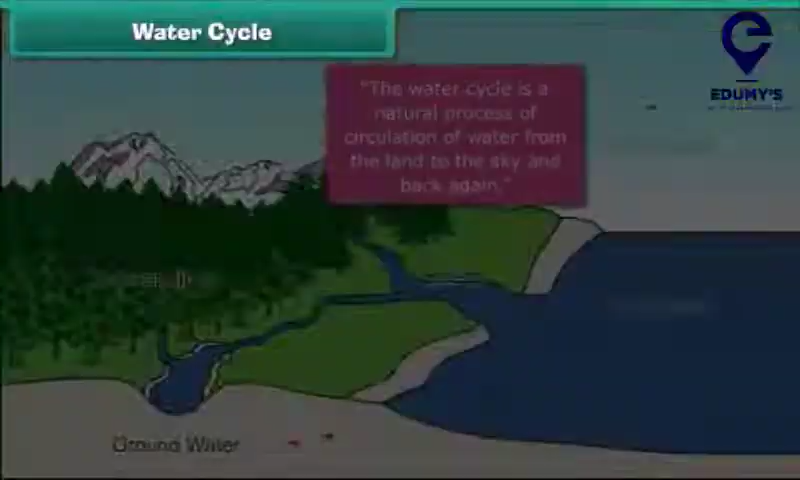 Water Cycle
EDUMY'S
"The water cycle is a
natural process of
circulation of water from
the land to the sky and
back again."
Ground Water